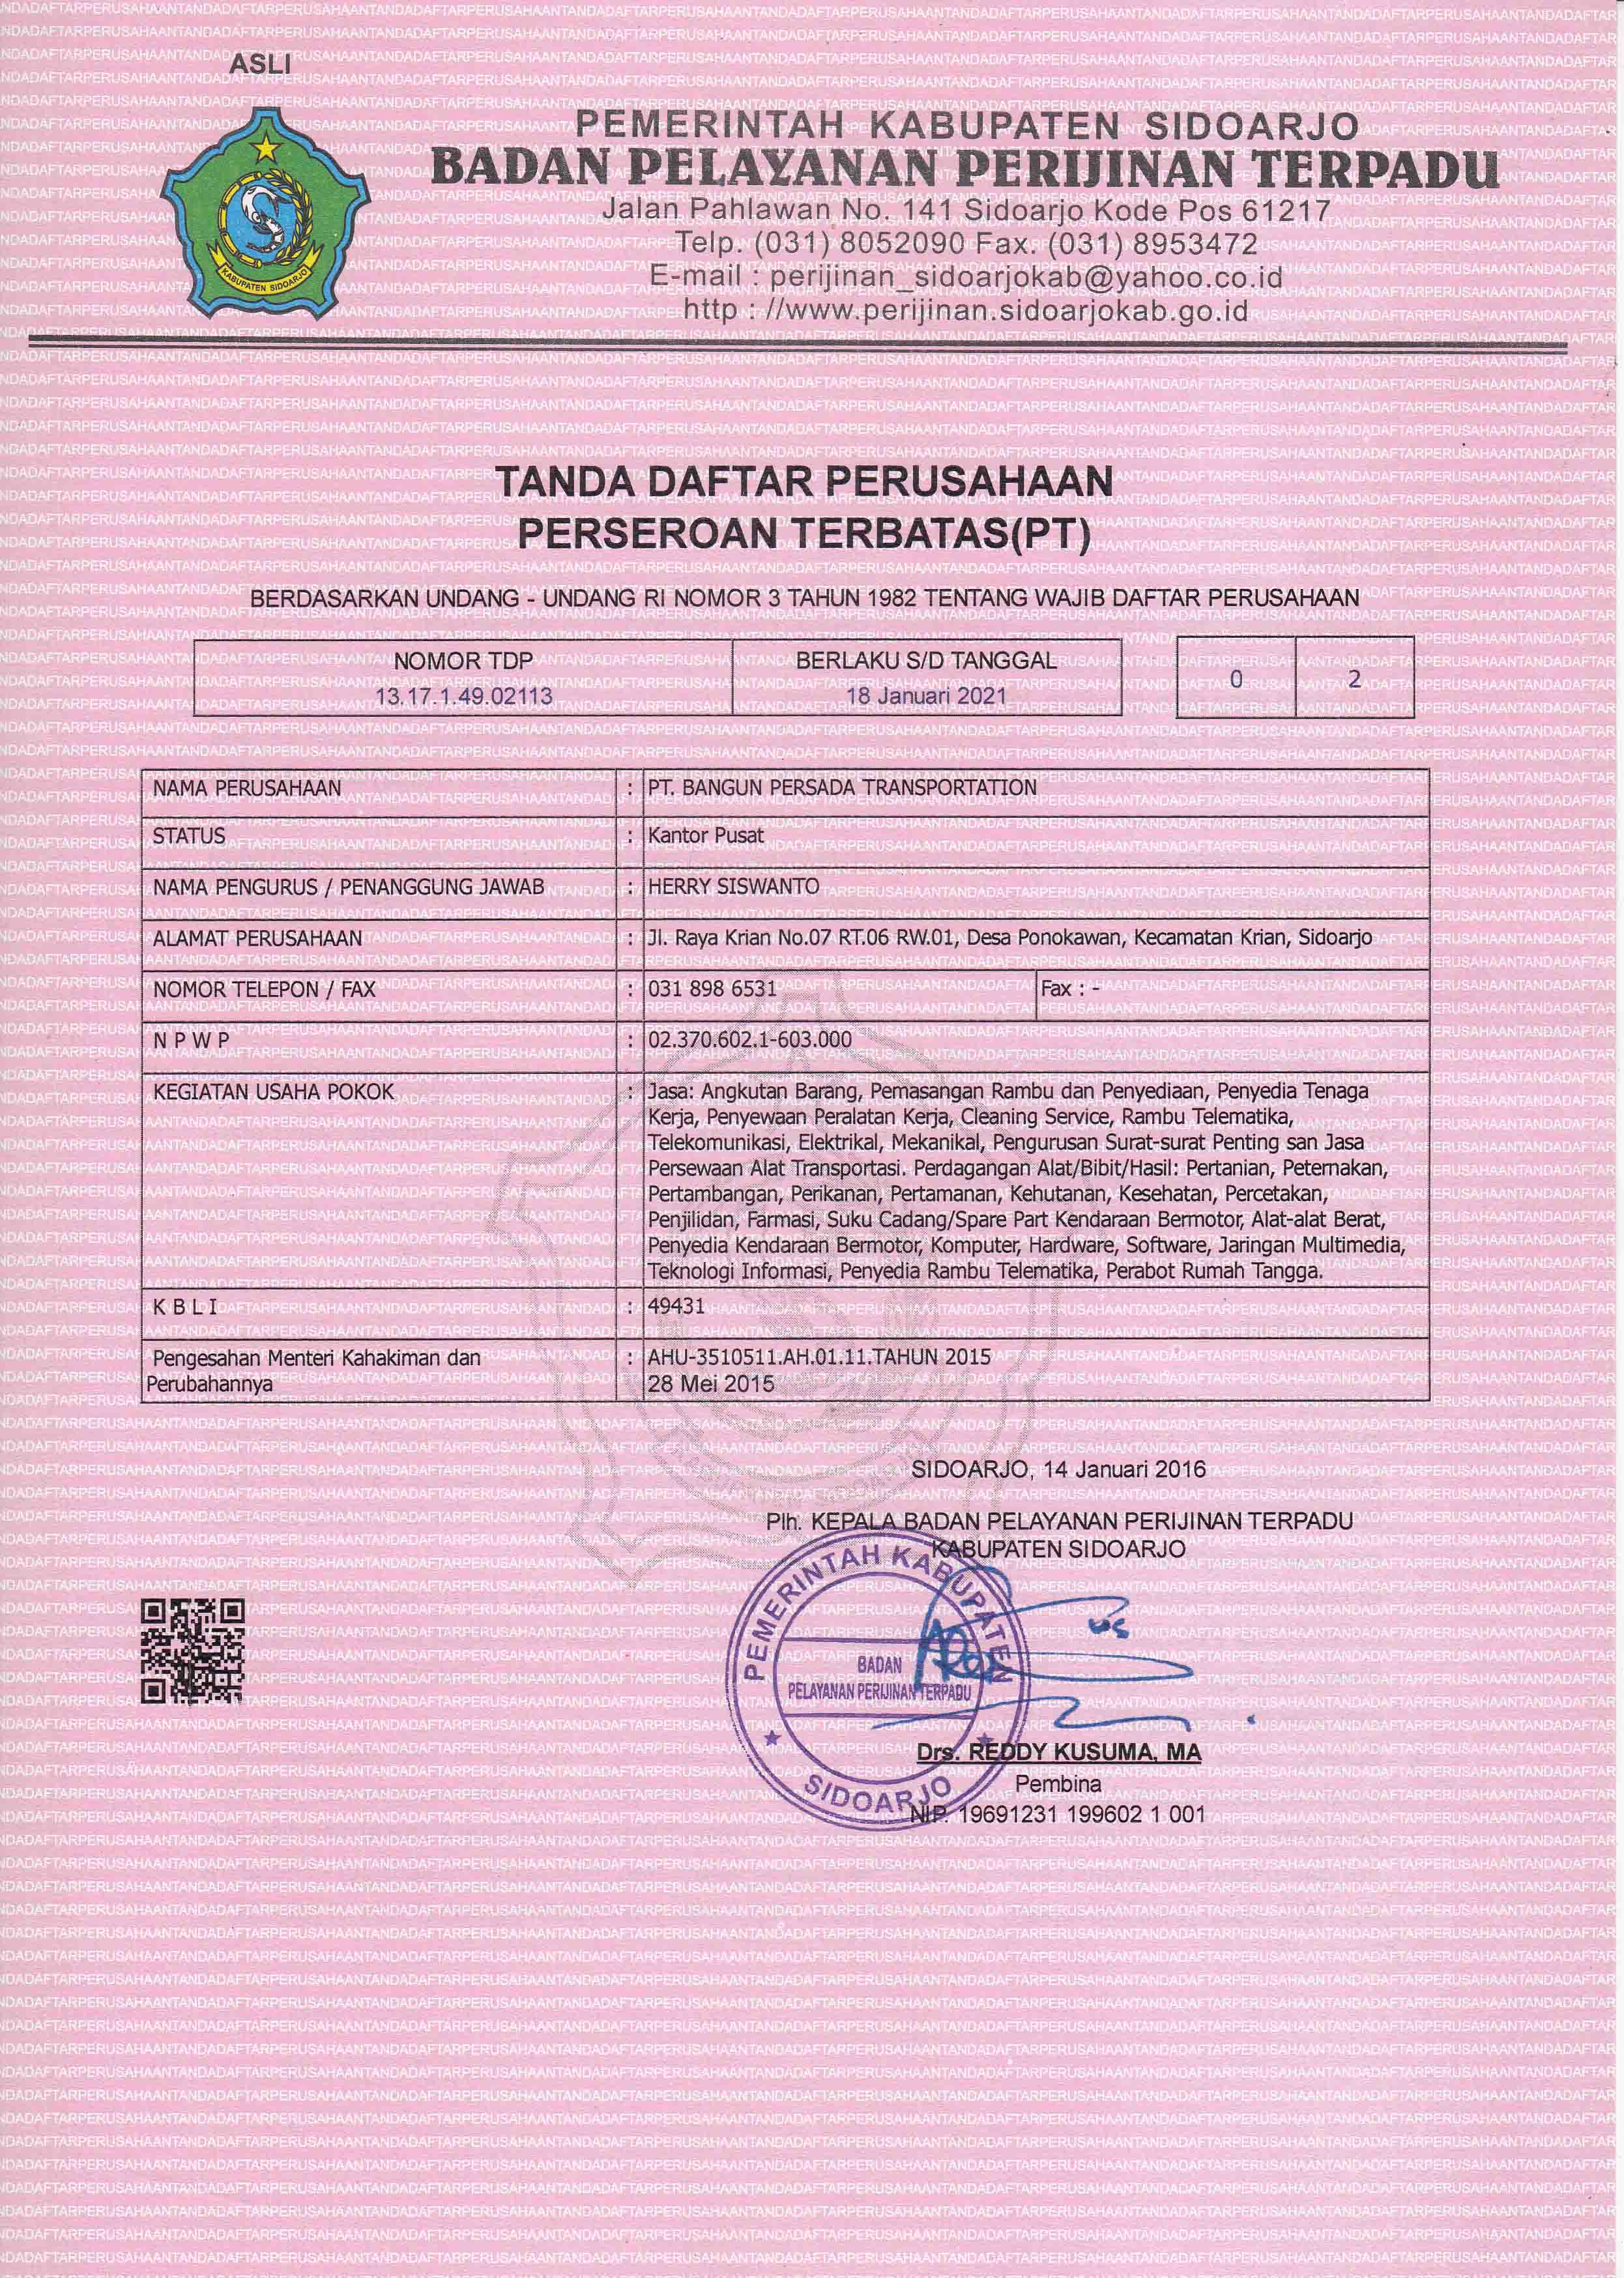 ASLI
PEMERINTAH KABUPATEN SIDOARJO
BADAN PELAYANAN PERIJINAN TERPADU
Jalan Pahlawan No. 141 Sidoarjo Kode Pos 61217
Telp. (031) 8052090 Fax. (031) 8953472
E-mail : perijinan_sidoarjokab@yahoo.co.id
http : //www.perijinan.sidoarjokab.go.id
KABUPATEN SIDOARJO
TANDA DAFTAR PERUSAHAAN
PERSEROAN TERBATAS(PT)
BERDASARKAN UNDANG - UNDANG RI NOMOR 3 TAHUN 1982 TENTANG WAJIB DAFTAR PERUSAHAAN
NOMOR TDP BERLAKU S/D TANGGAL
13.17.1.49.02113 18 Januari 2021 0 2
NAMA PERUSAHAAN : PT. BANGUN PERSADA TRANSPORTATION
STATUS : Kantor Pusat
NAMA PENGURUS / PENANGGUNG JAWAB : HERRY SISWANTO
ALAMAT PERUSAHAAN : Jl. Raya Krian No.07 RT.06 RW.01, Desa Ponokawan, Kecamatan Krian, Sidoarjo
NOMOR TELEPON / FAX : 031 898 6531 Fax : -
N P W P : 02.370.602.1-603.000
KEGIATAN USAHA POKOK : Jasa: Angkutan Barang, Pemasangan Rambu dan Penyediaan, Penyedia Tenaga
Kerja, Penyewaan Peralatan Kerja, Cleaning Service, Rambu Telematika,
Telekomunikasi, Elektrikal, Mekanikal, Pengurusan Surat-surat Penting san Jasa
Persewaan Alat Transportasi. Perdagangan Alat/Bibit/Hasil: Pertanian, Peternakan,
Pertambangan, Perikanan, Pertamanan, Kehutanan, Kesehatan, Percetakan,
Penjilidan, Farmasi, Suku Cadang/Spare Part Kendaraan Bermotor, Alat-alat Berat,
Penyedia Kendaraan Bermotor, Komputer, Hardware, Software, Jaringan Multimedia,
Teknologi Informasi, Penyedia Rambu Telematika, Perabot Rumah Tangga.
K B L I : 49431
Pengesahan Menteri Kahakiman dan : AHU-3510511.AH.01.11.TAHUN 2015
Perubahannya 28 Mei 2015
SIDOARJO, 14 Januari 2016
Plh. KEPALA BADAN PELAYANAN PERIJINAN TERPADU
KABUPATEN SIDOARJO
PEMERINTAH KABUPATEN
BADAN
PELAYANAN PERIJINAN TERPADU
SIDOARJO
Drs. REDDY KUSUMA, MA
Pembina
NIP. 19691231 199602 1 001